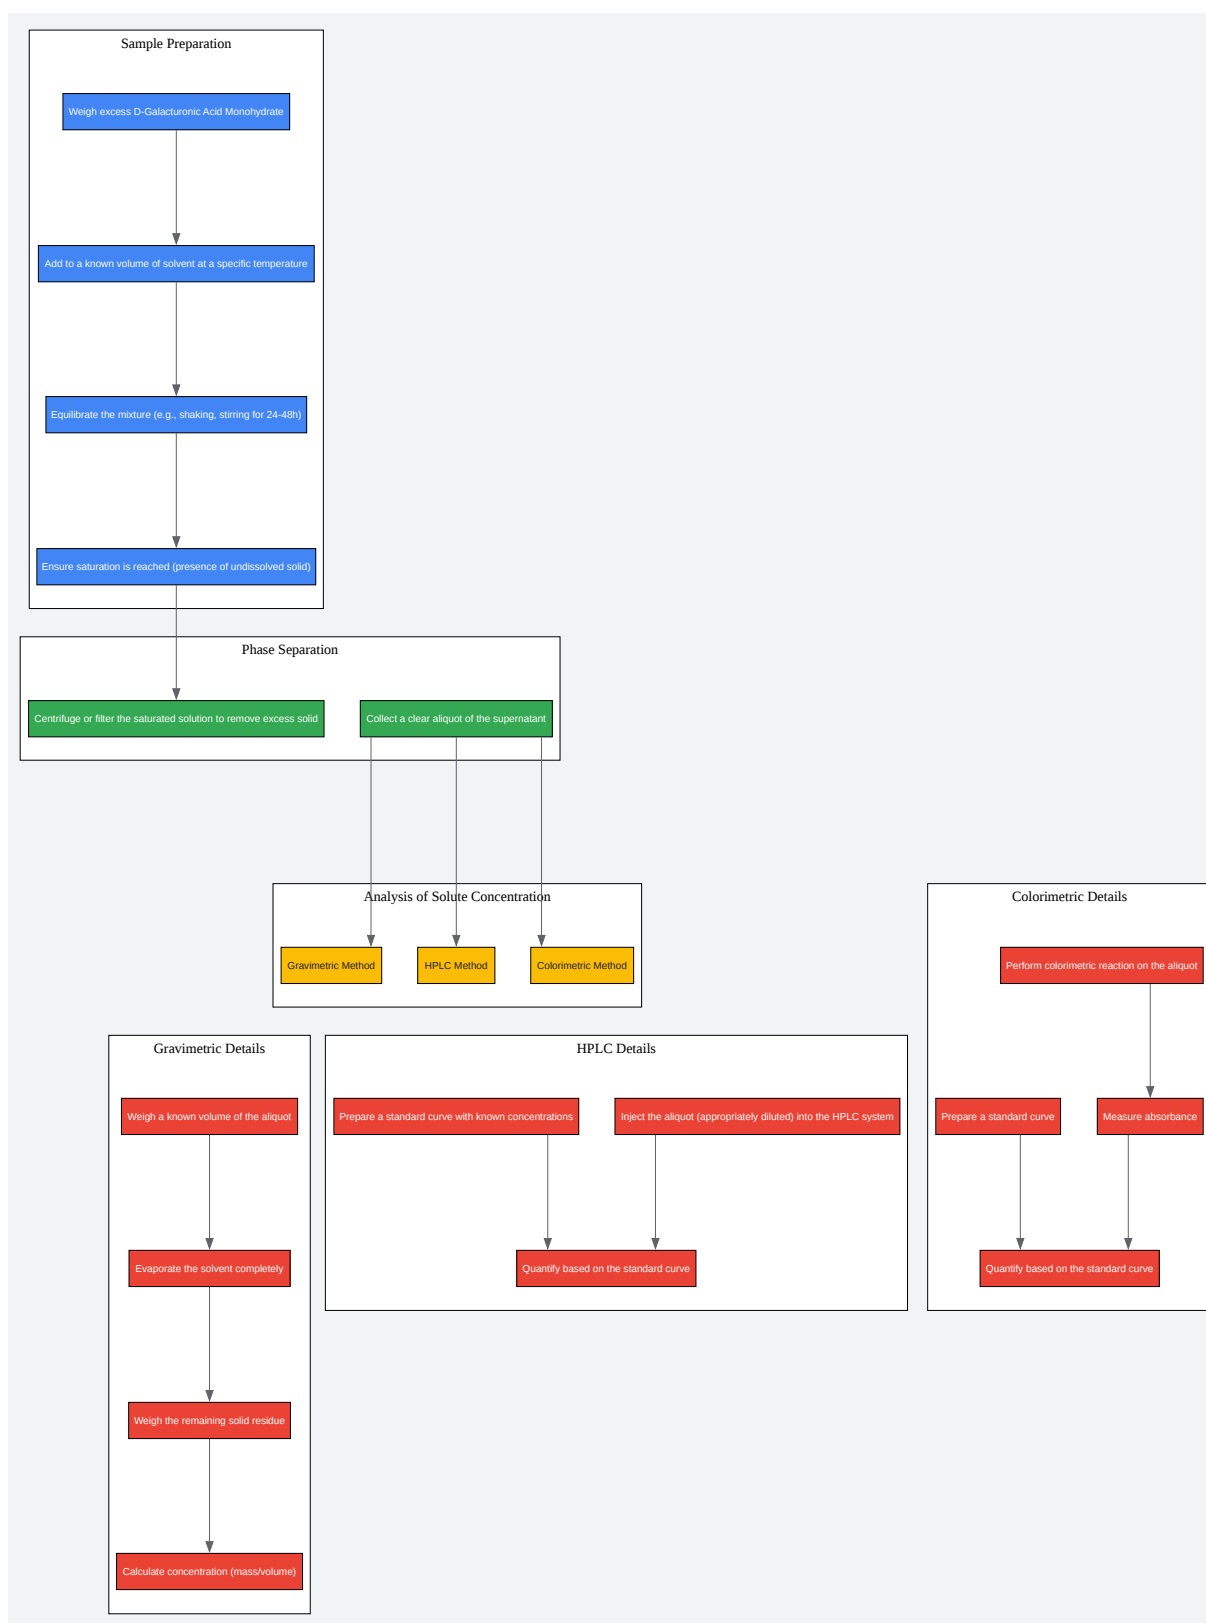 Sample Preparation
Weigh excess D-Galacturonic Acid Monohydrate
Add to a known volume of solvent at a specific temperature
Equilibrate the mixture (e.g., shaking, stirring for 24-48h)
Ensure saturation is reached (presence of undissolved solid)
Phase Separation
Centrifuge or filter the saturated solution to remove excess solid
Collect a clear aliquot of the supernatant
Analysis of Solute Concentration
Gravimetric Method
HPLC Method
Colorimetric Method
Gravimetric Details
Weigh a known volume of the aliquot
Evaporate the solvent completely
Weigh the remaining solid residue
Calculate concentration (mass/volume)
HPLC Details
Prepare a standard curve with known concentrations
Inject the aliquot (appropriately diluted) into the HPLC system
Quantify based on the standard curve
Colorimetric Details
Perform colorimetric reaction on the aliquot
Prepare a standard curve
Measure absorbance
Quantify based on the standard curve